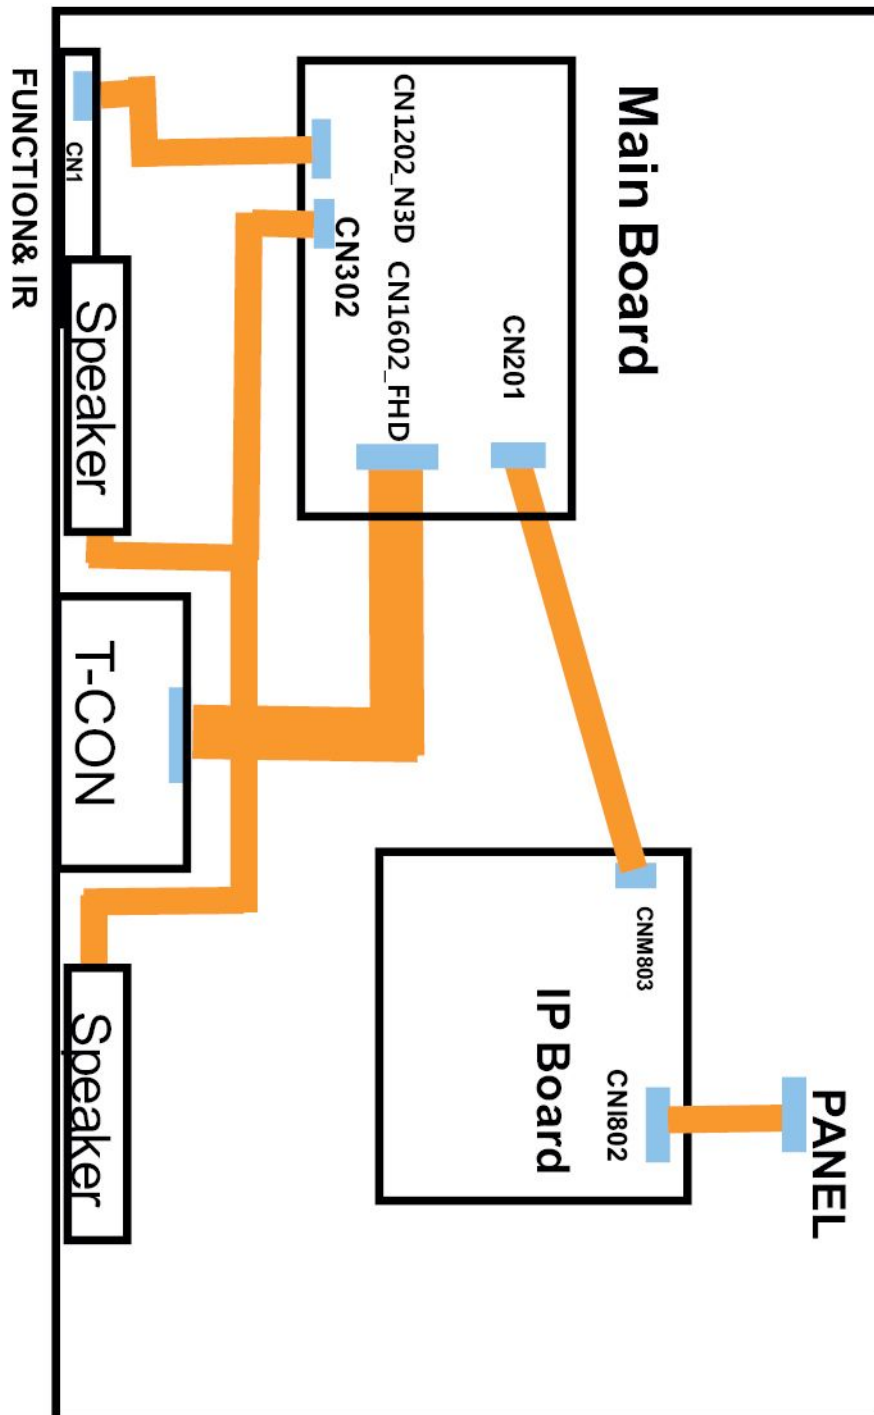 Main Board
CN1202_N3D
CN1602_FHD
CN201
CN302
CN1
FUNCTION& IR
Speaker
T-CON
Speaker
CNM803
IP Board
CNI802
PANEL